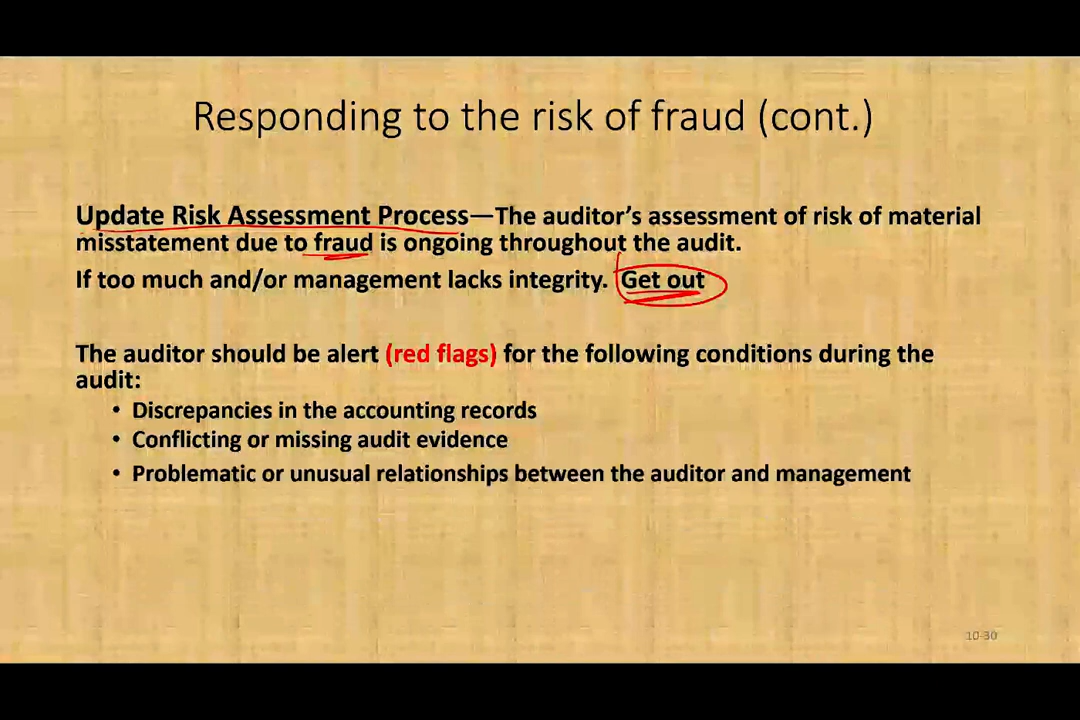 Responding to the risk of fraud (cont.)
Update Risk Assessment Process—The auditor's assessment of risk of material
misstatement due to fraud is ongoing throughout the audit.
If too much and/or management lacks integrity. Get out
The auditor should be alert (red flags) for the following conditions during the
audit:
• Discrepancies in the accounting records
• Conflicting or missing audit evidence
• Problematic or unusual relationships between the auditor and management
10-30